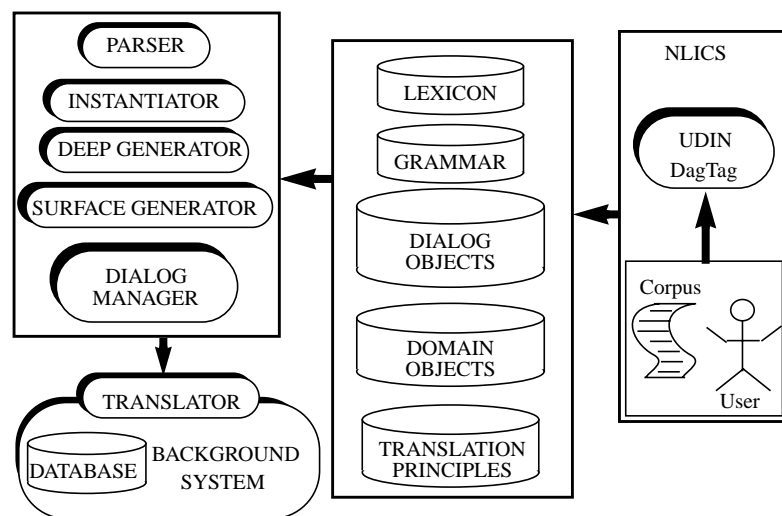 PARSER
INSTANTIATOR
DEEP GENERATOR
SURFACE GENERATOR
DIALOG
MANAGER
TRANSLATOR
DATABASE
BACKGROUND
SYSTEM
LEXICON
GRAMMAR
DIALOG
OBJECTS
DOMAIN
OBJECTS
TRANSLATION
PRINCIPLES
NLICS
UDIN
DagTag
Corpus
User